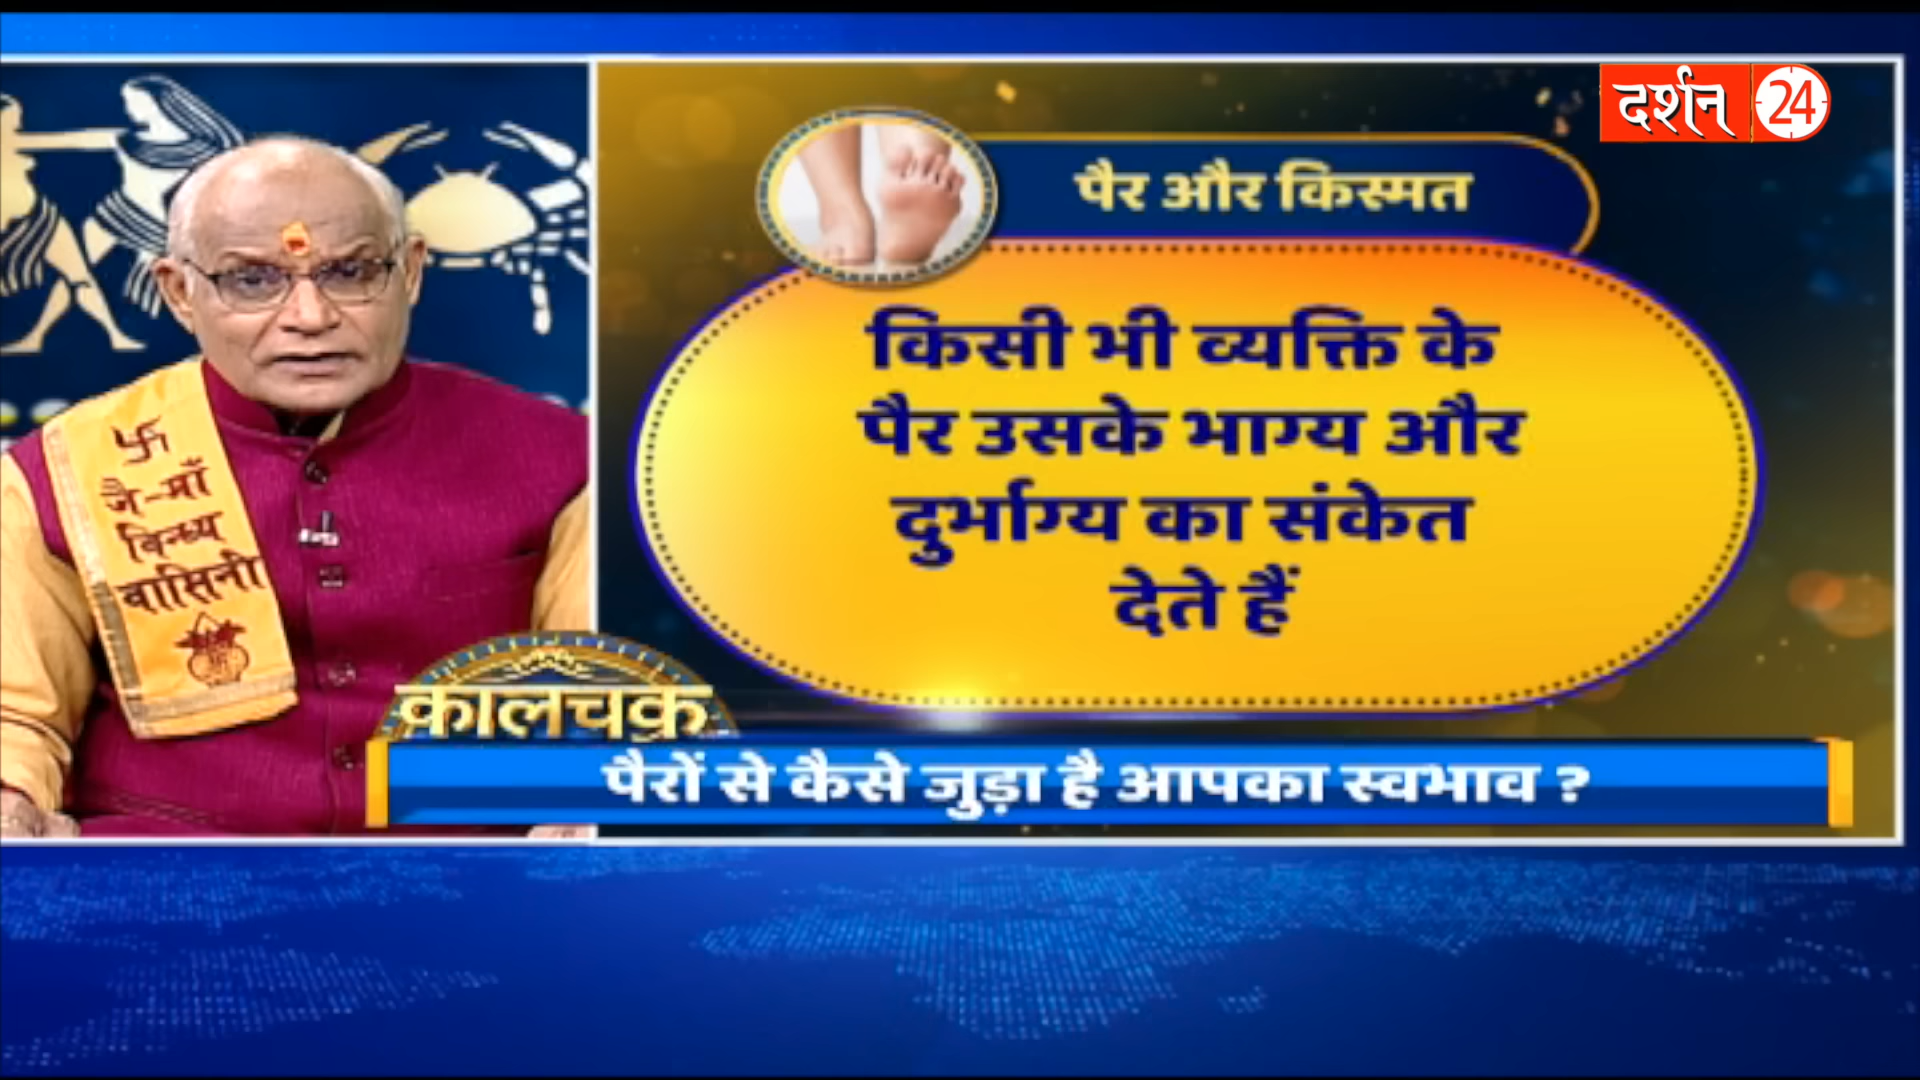 दर्शन 24
पैर और किस्मत
किसी भी व्यक्ति के
पैर उसके भाग्य और
दुर्भाग्य का संकेत
देते हैं
जै-माँ
विन्ध्य
वासिनी
कालचक्र
पैरों से कैसे जुड़ा है आपका स्वभाव ?